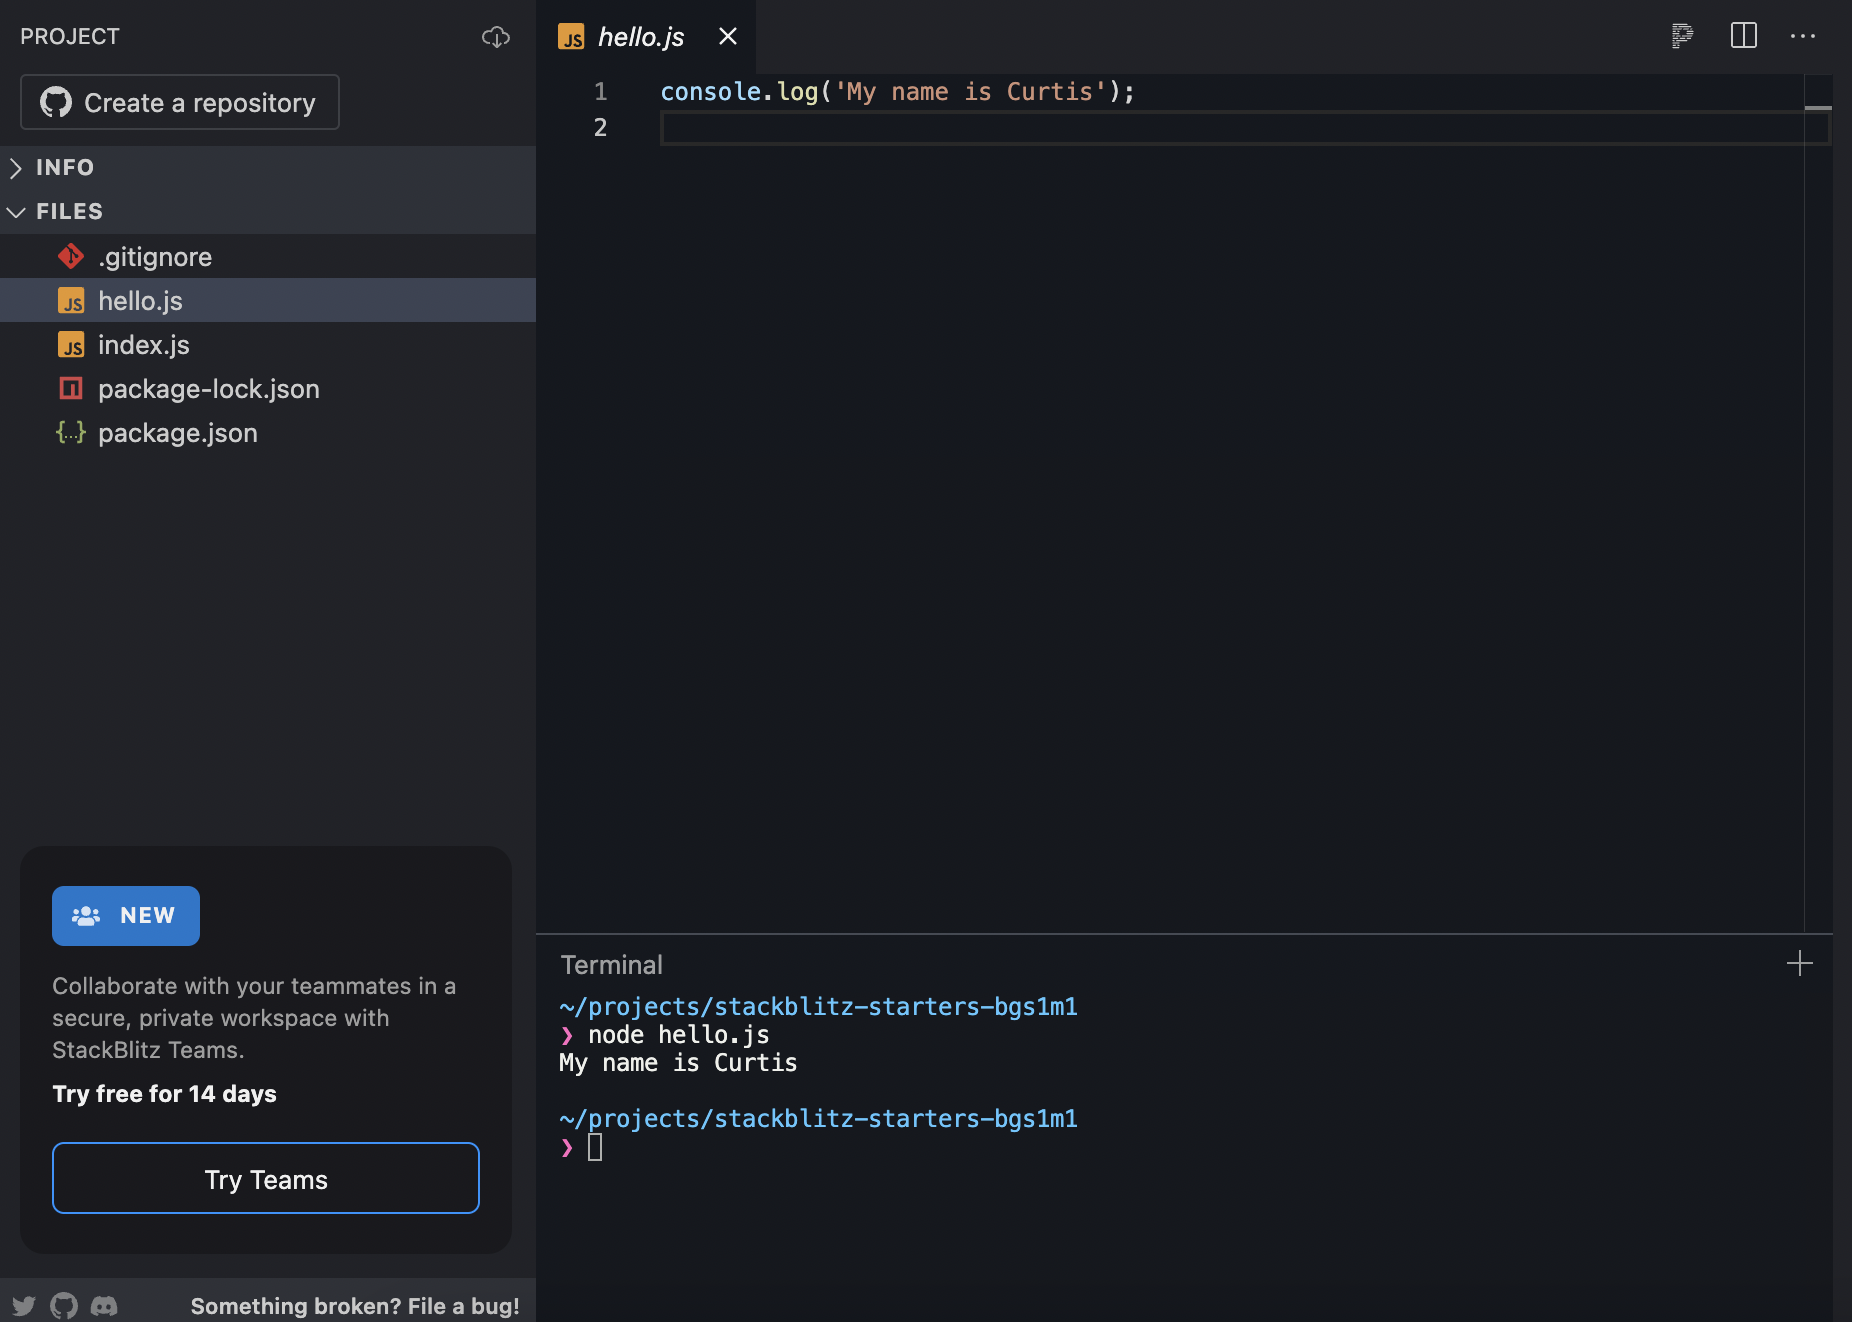 PROJECT
Create a repository
INFO
FILES
.gitignore
JS hello.js
JS index.js
package-lock.json
{...} package.json
NEW
Collaborate with your teammates in a
secure, private workspace with
StackBlitz Teams.
Try free for 14 days
Try Teams
Something broken? File a bug!
JS hello.js
1 console.log('My name is Curtis');
2
Terminal
~/projects/stackblitz-starters-bgs1m1
❯ node hello.js
My name is Curtis
~/projects/stackblitz-starters-bgs1m1
❯